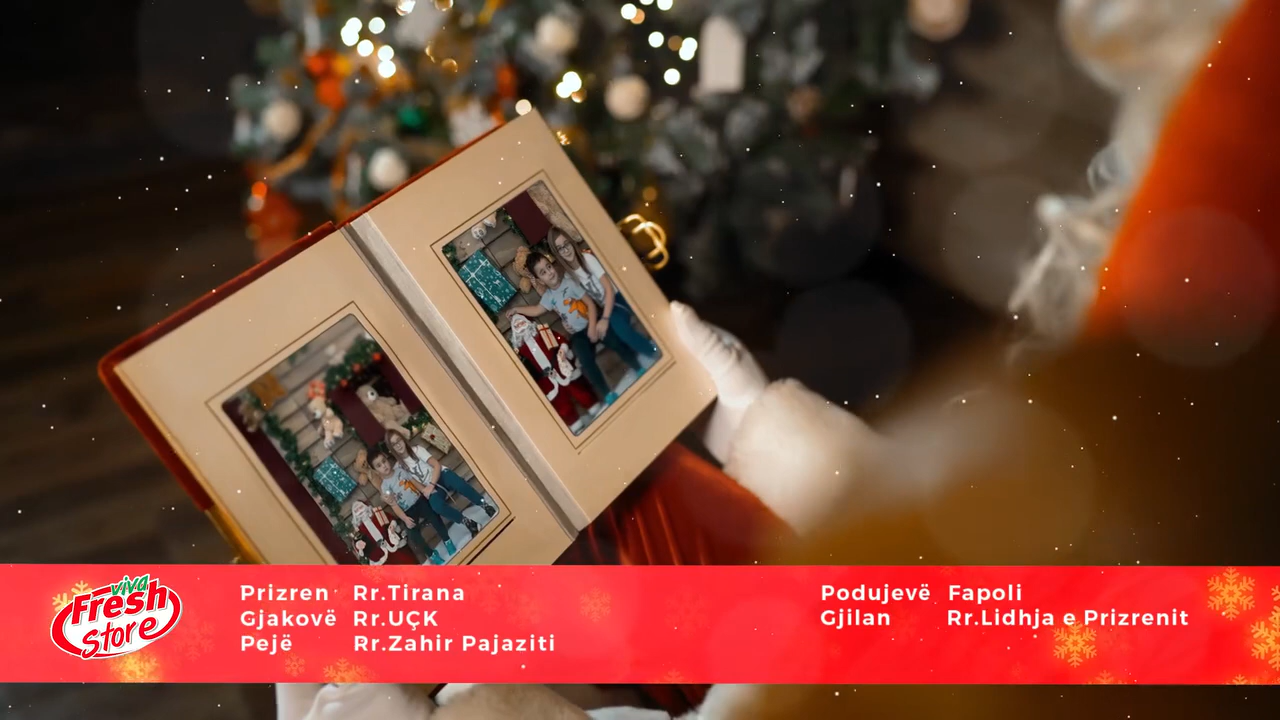 viva
Fresh
Store
Prizren Rr.Tirana
Gjakovë Rr.UÇK
Pejë Rr.Zahir Pajaziti
Podujevë Fapoli
Gjilan Rr.Lidhja e Prizrenit